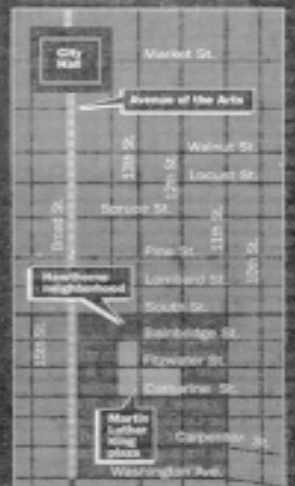 City
Hall
Market St.
Avenue of the Arts
13th St.
Walnut St.
12th St.
Locust St.
Spruce St.
Broad St.
11th St.
10th St.
Pine St.
Hawthorne
neighborhood
Lombard St.
South St.
15th St.
Bainbridge St.
Fitzwater St.
Catharine St.
Martin
Luther
King
plaza
Carpenter St.
Washington Ave.